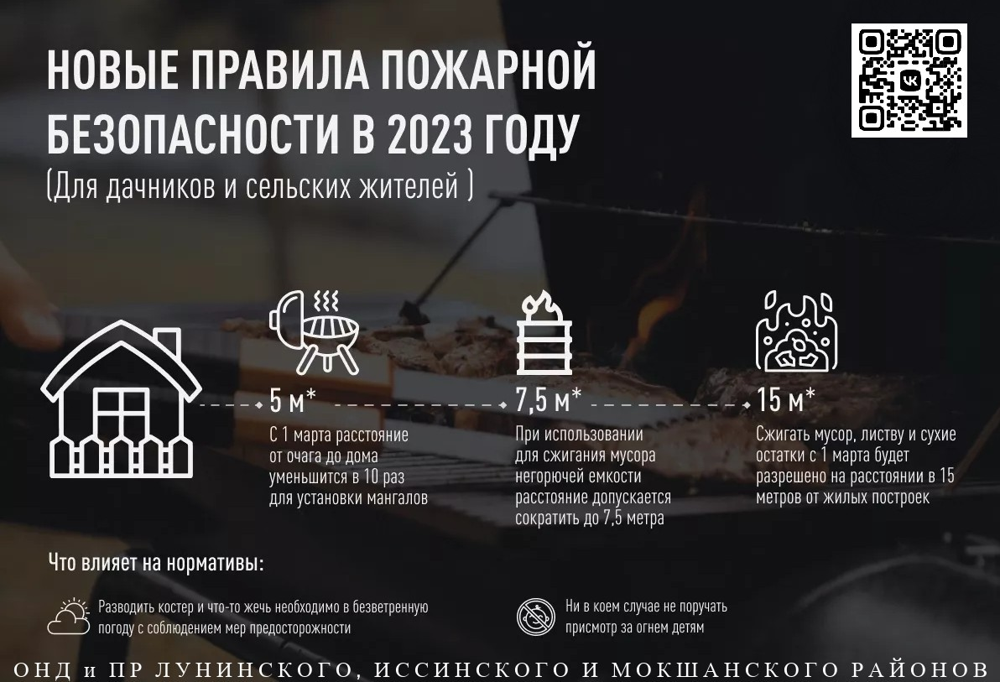 НОВЫЕ ПРАВИЛА ПОЖАРНОЙ
БЕЗОПАСНОСТИ В 2023 ГОДУ
(Для дачников и сельских жителей )
5 м*
С 1 марта расстояние
от очага до дома
уменьшится в 10 раз
для установки мангалов
7,5 м*
При использовании
для сжигания мусора
негорючей емкости
расстояние допускается
сократить до 7,5 метра
15 м*
Сжигать мусор, листву и сухие
остатки с 1 марта будет
разрешено на расстоянии в 15
метров от жилых построек
Что влияет на нормативы:
Разводить костер и что-то жечь необходимо в безветренную
погоду с соблюдением мер предосторожности
Ни в коем случае не поручать
присмотр за огнем детям
ОНД и ПР ЛУНИНСКОГО, ИССИНСКОГО И МОКШАНСКОГО РАЙОНОВ